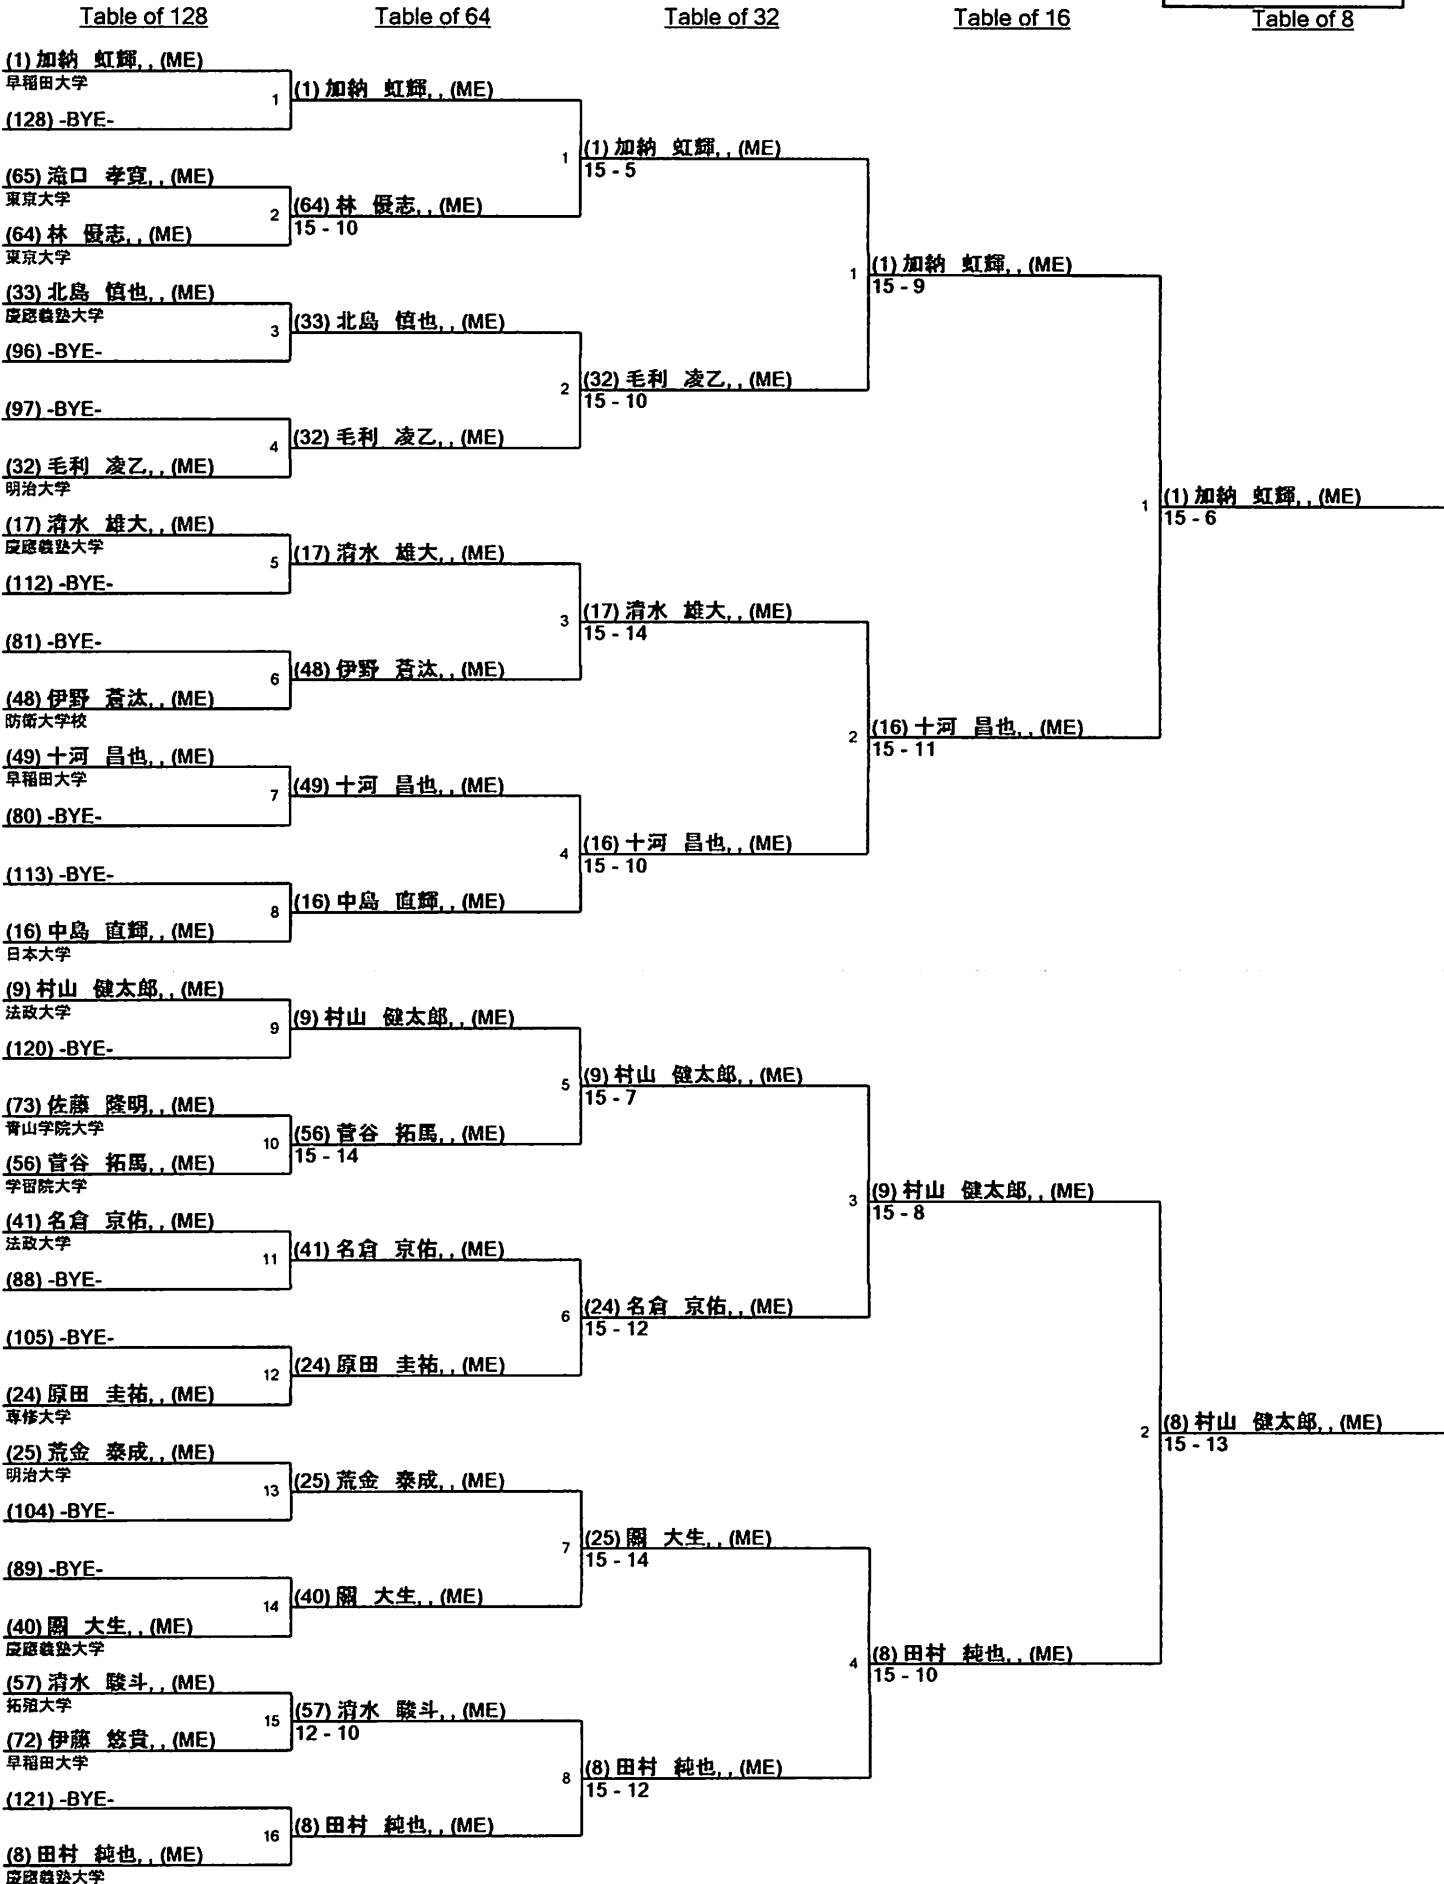 Table of 128
Table of 64
Table of 32
Table of 16
Table of 8
(1) 加納 虹輝, , (ME)
早稲田大学
1
(128) -BYE-
(65) 滝口 孝寛, , (ME)
東京大学
2
(64) 林 優志, , (ME)
東京大学
(33) 北島 慎也, , (ME)
慶應義塾大学
3
(96) -BYE-
(97) -BYE-
4
(32) 毛利 凌乙, , (ME)
明治大学
(17) 清水 雄大, , (ME)
慶應義塾大学
5
(112) -BYE-
(81) -BYE-
6
(48) 伊野 蒼汰, , (ME)
防衛大学校
(49) 十河 昌也, , (ME)
早稲田大学
7
(80) -BYE-
(113) -BYE-
8
(16) 中島 直輝, , (ME)
日本大学
(9) 村山 健太郎, , (ME)
法政大学
9
(120) -BYE-
(73) 佐藤 隆明, , (ME)
青山学院大学
10
(56) 菅谷 拓馬, , (ME)
学習院大学
(41) 名倉 京佑, , (ME)
法政大学
11
(88) -BYE-
(105) -BYE-
12
(24) 原田 圭祐, , (ME)
専修大学
(25) 荒金 泰成, , (ME)
明治大学
13
(104) -BYE-
(89) -BYE-
14
(40) 大生, , (ME)
慶應義塾大学
(57) 清水 駿斗, , (ME)
拓殖大学
15
(72) 伊藤 悠貴, , (ME)
早稲田大学
(121) -BYE-
16
(8) 田村 純也, , (ME)
慶應義塾大学
(1) 加納 虹輝, , (ME)
1
(64) 林 優志, , (ME)
15 - 10
(33) 北島 慎也, , (ME)
2
(32) 毛利 凌乙, , (ME)
(17) 清水 雄大, , (ME)
3
(48) 伊野 蒼汰, , (ME)
(49) 十河 昌也, , (ME)
4
(16) 中島 直輝, , (ME)
(9) 村山 健太郎, , (ME)
5
(56) 菅谷 拓馬, , (ME)
15 - 14
(41) 名倉 京佑, , (ME)
6
(24) 原田 圭祐, , (ME)
(25) 荒金 泰成, , (ME)
7
(40) 大生, , (ME)
(57) 清水 駿斗, , (ME)
12 - 10
8
(8) 田村 純也, , (ME)
(1) 加納 虹輝, , (ME)
15 - 5
1
(32) 毛利 凌乙, , (ME)
15 - 10
(17) 清水 雄大, , (ME)
15 - 14
2
(16) 十河 昌也, , (ME)
15 - 10
(9) 村山 健太郎, , (ME)
15 - 7
3
(24) 名倉 京佑, , (ME)
15 - 12
(25) 大生, , (ME)
15 - 14
4
(8) 田村 純也, , (ME)
15 - 12
(1) 加納 虹輝, , (ME)
15 - 9
1
(16) 十河 昌也, , (ME)
15 - 11
(9) 村山 健太郎, , (ME)
15 - 8
2
(8) 田村 純也, , (ME)
15 - 10
(1) 加納 虹輝, , (ME)
15 - 6
(8) 村山 健太郎, , (ME)
15 - 13